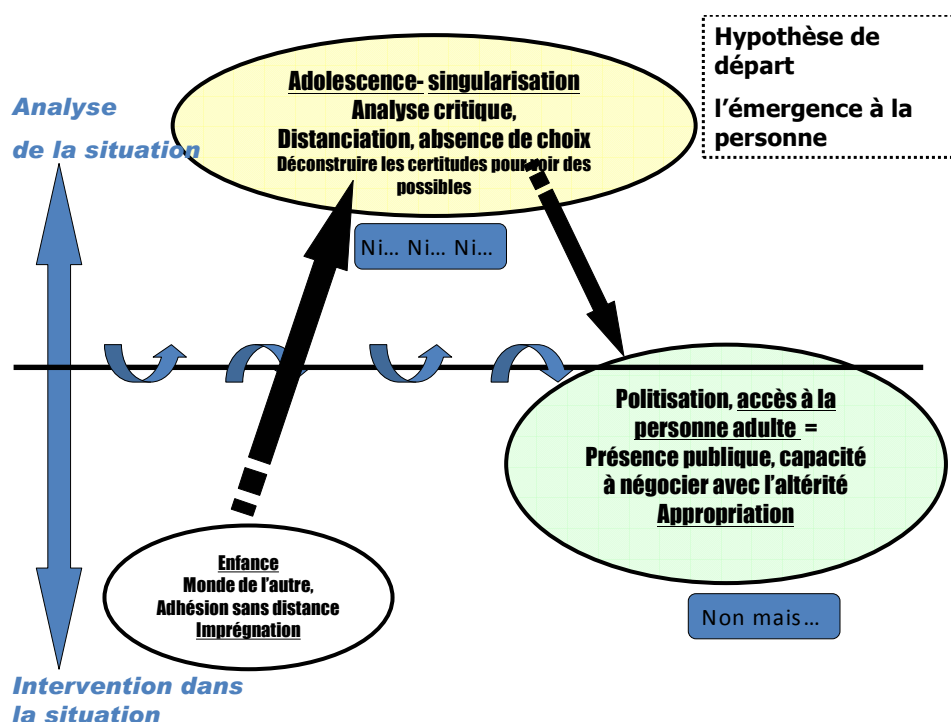 Hypothèse de
départ
l'émergence à la
personne
Analyse
de la situation
Adolescence- singularisation
Analyse critique,
Distanciation, absence de choix
Déconstruire les certitudes pour voir des
possibles
Ni... Ni... Ni...
Politisation, accès à la
personne adulte =
Présence publique, capacité
à négocier avec l'altérité
Appropriation
Enfance
Monde de l'autre,
Adhésion sans distance
Imprégnation
Non mais...
Intervention dans
la situation